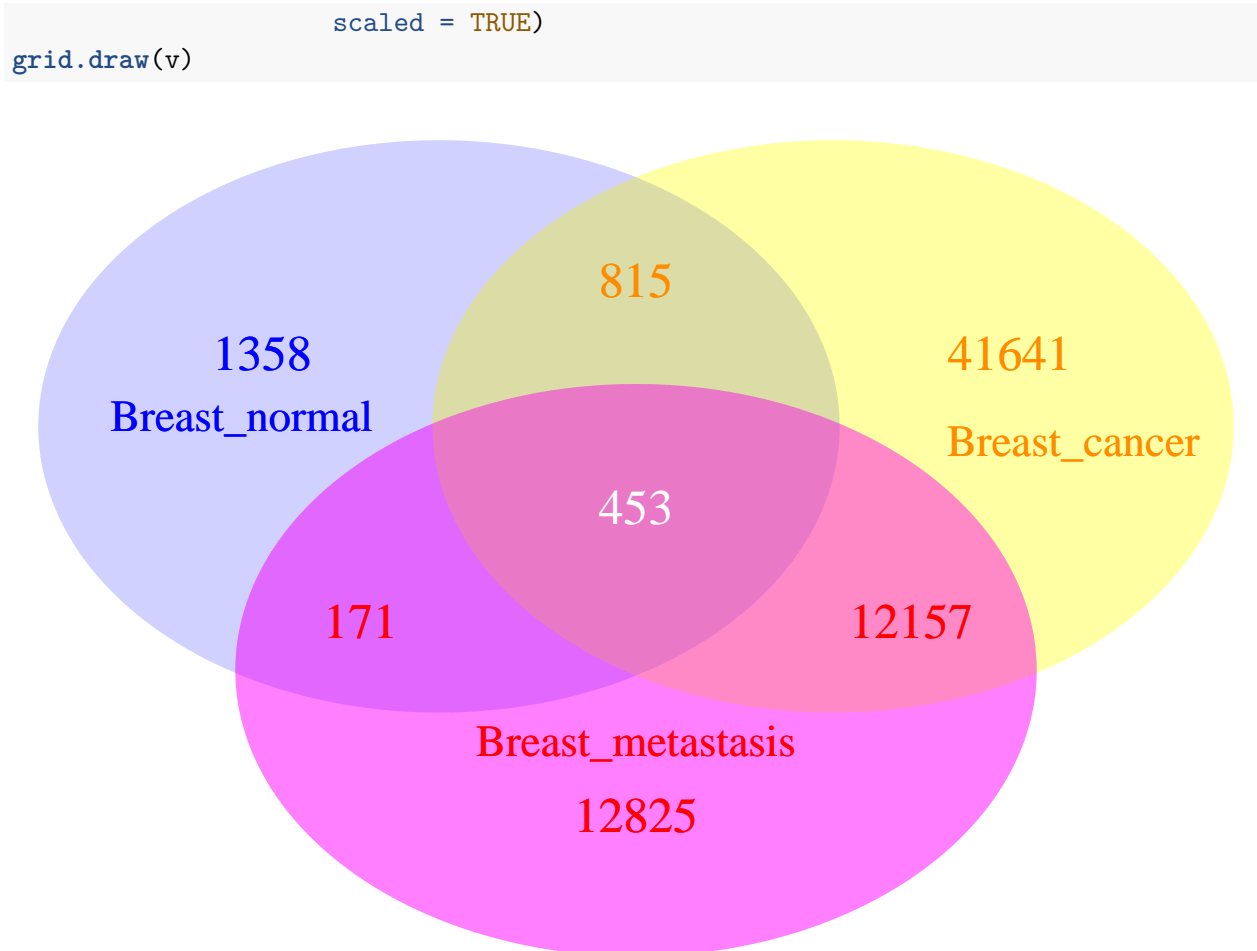 scaled = TRUE)
grid.draw(v)
815
1358
41641
Breast_normal
Breast_cancer
453
171
12157
Breast_metastasis
12825